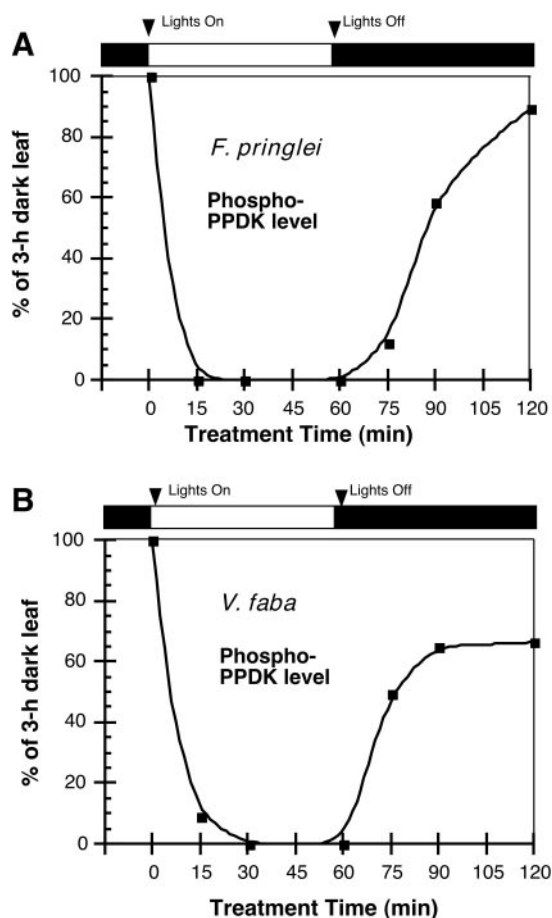 Lights On Lights Off
A
100
80
60
40
20
0
% of 3-h dark leaf
F. pringlei
Phospho-
PPDK level
0 15 30 45 60 75 90 105 120
Treatment Time (min)
Lights On Lights Off
B
100
80
60
40
20
0
% of 3-h dark leaf
V. faba
Phospho-
PPDK level
0 15 30 45 60 75 90 105 120
Treatment Time (min)